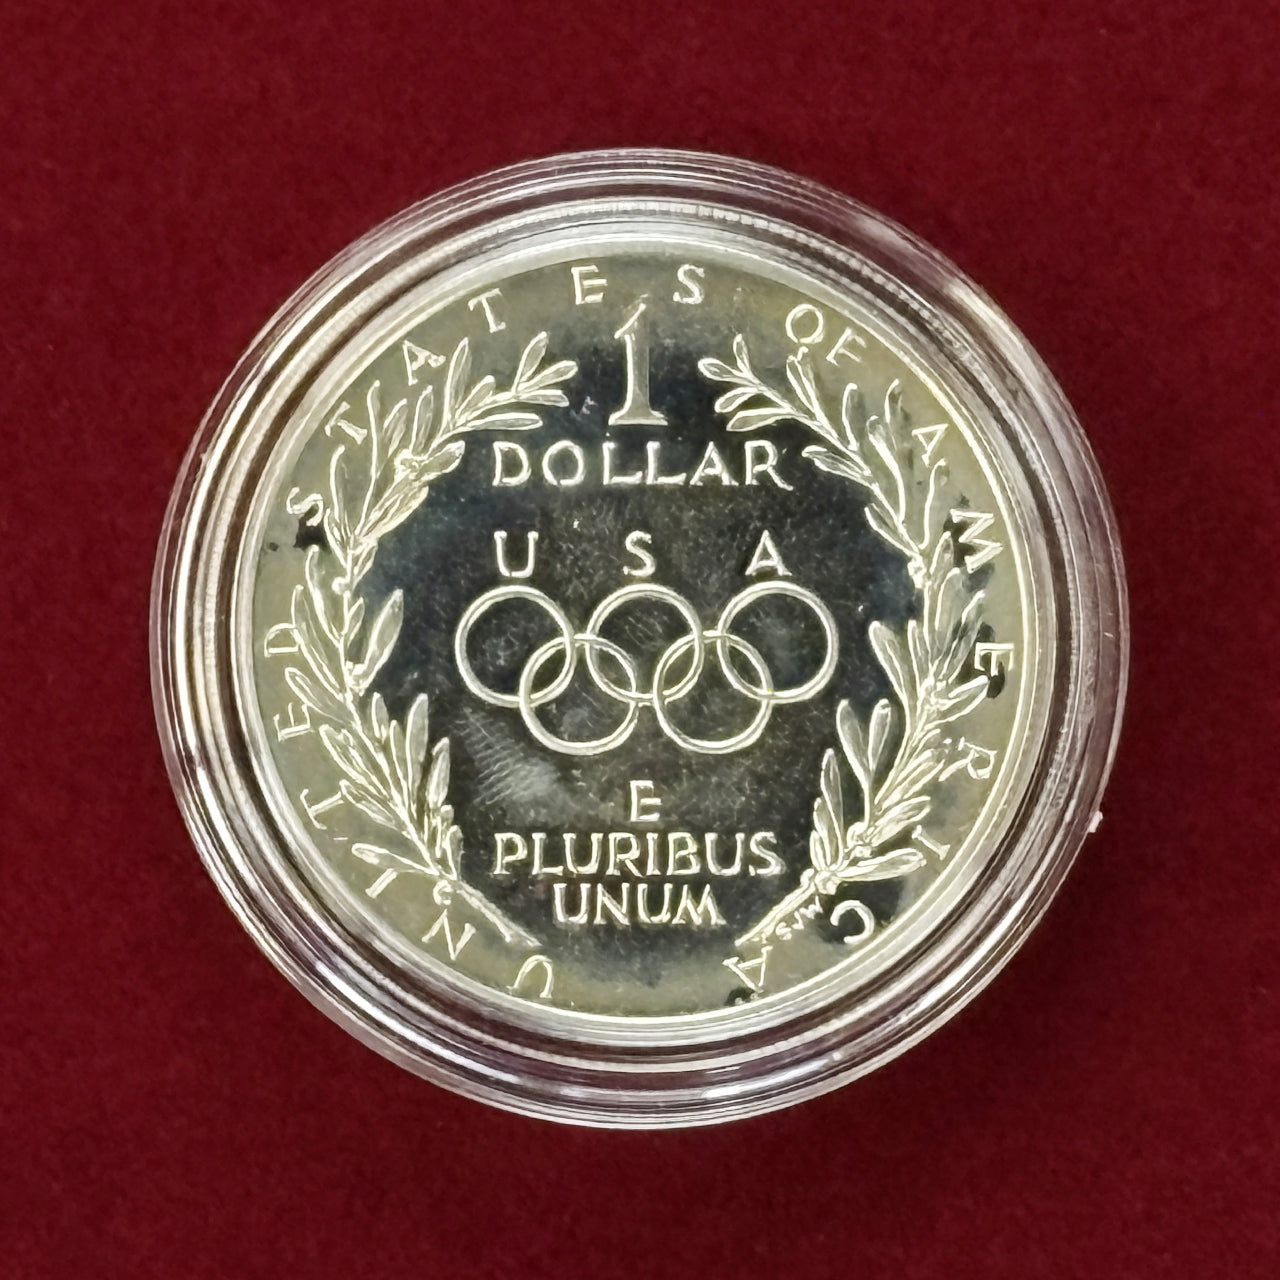 UNITED STATES OF AMERICA
1
DOLLAR
USA
E
PLURIBUS
UNUM